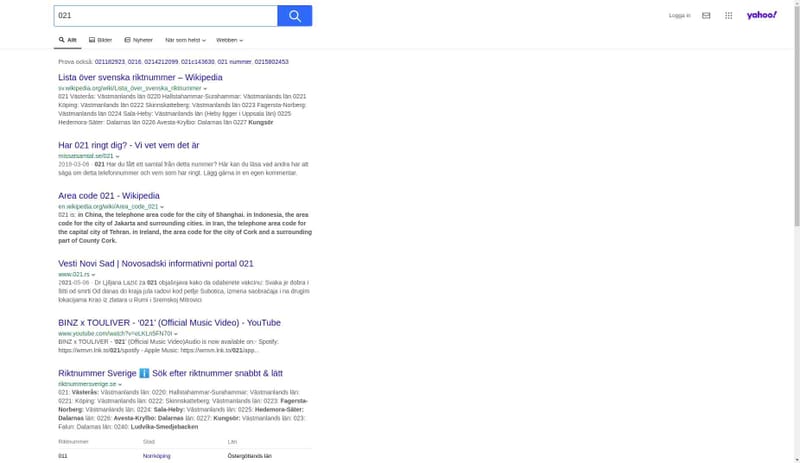 021
Logga in
yahoo!
Allt
Bilder
Nyheter
När som helst
Webben
Prova också: 021182923, 0216, 0214212099, 021c143630, 021 nummer, 0215802453
Lista över svenska riktnummer – Wikipedia
sv.wikipedia.org/wiki/Lista_över_svenska_riktnummer
021 Västerås: Västmanlands län 0220 Hallstahammar-Surahammar: Västmanlands län 0221
Köping: Västmanlands län 0222 Skinnskatteberg: Västmanlands län 0223 Fagersta-Norberg:
Västmanlands län 0224 Sala-Heby: Västmanlands län (Heby ligger i Uppsala län) 0225
Hedemora-Säter: Dalarnas län 0226 Avesta-Krylbo: Dalarnas län 0227 Kungsör
Har 021 ringt dig? - Vi vet vem det är
missatsamtal.se/021
2019-03-06 · 021 Har du fått ett samtal från detta nummer? Här kan du läsa vad andra har att
säga om detta telefonnummer och vem som har ringt. Lägg gärna in en egen kommentar.
Area code 021 - Wikipedia
en.wikipedia.org/wiki/Area_code_021
021 is: in China, the telephone area code for the city of Shanghai. in Indonesia, the area
code for the city of Jakarta and surrounding cities. in Iran, the telephone area code for
the capital city of Tehran. in Ireland, the area code for the city of Cork and a surrounding
part of County Cork.
Vesti Novi Sad | Novosadski informativni portal 021
www.021.rs
2021-05-06 · Dr Ljiljana Lazić za 021 objašnjava kako da odaberete vakcinu: Svaka je dobra i
štiti od smrti Od danas do kraja jula radovi kod petlje Subotica, izmena saobraćaja i na drugim
lokacijama Krao iz zlatara u Rumi i Sremskoj Mitrovici
BINZ x TOULIVER - ‘021’ (Official Music Video) - YouTube
www.youtube.com/watch?v=eLKLn5FN70I
BINZ x TOULIVER - '021' (Official Music Video)Audio is now available on:- Spotify:
https://wmvn.lnk.to/021/spotify - Apple Music: https://wmvn.lnk.to/021/app...
Riktnummer Sverige ℹ️ Sök efter riktnummer snabbt & lätt
riktnummersverige.se
021: Västerås: Västmanlands län: 0220: Hallstahammar-Surahammar: Västmanlands län:
0221: Köping: Västmanlands län: 0222: Skinnskatteberg: Västmanlands län: 0223: Fagersta-
Norberg: Västmanlands län: 0224: Sala-Heby: Västmanlands län: 0225: Hedemora-Säter:
Dalarnas län: 0226: Avesta-Krylbo: Dalarnas län: 0227: Kungsör: Västmanlands län: 023:
Falun: Dalarnas län: 0240: Ludvika-Smedjebacken
Riktnummer Stad Län
011 Norrköping Östergötlands län